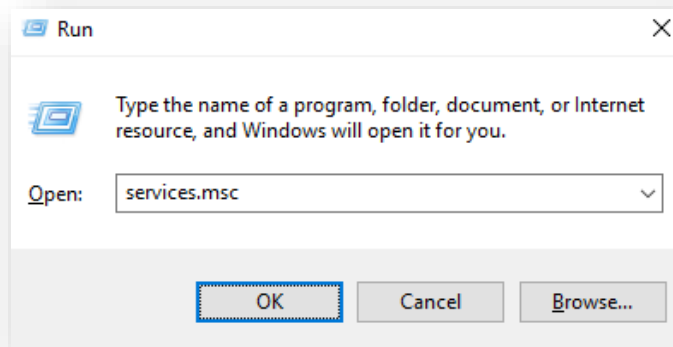 Run
Type the name of a program, folder, document, or Internet
resource, and Windows will open it for you.
Open: services.msc
OK Cancel Browse...